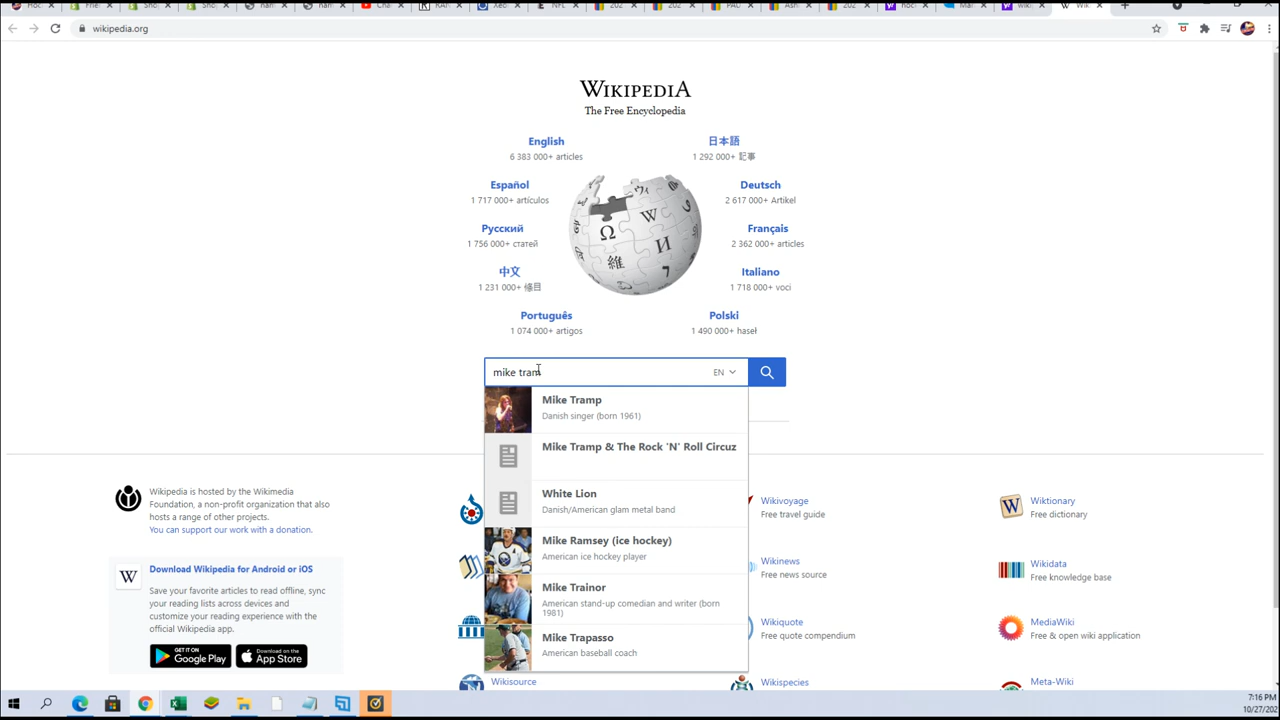 wikipedia.org
WIKIPEDIA
The Free Encyclopedia
English
6 383 000+ articles
日本語
1 292 000+ 記事
Español
1 717 000+ artículos
Deutsch
2 617 000+ Artikel
Русский
1 756 000+ статей
Français
2 362 000+ articles
中文
1 231 000+ 條目
Italiano
1 718 000+ voci
Português
1 074 000+ artigos
Polski
1 490 000+ haseł
mike tram
EN
Mike Tramp
Danish singer (born 1961)
Mike Tramp & The Rock 'N' Roll Circuz
White Lion
Danish/American glam metal band
Mike Ramsey (ice hockey)
American ice hockey player
Mike Trainor
American stand-up comedian and writer (born
1981)
Mike Trapasso
American baseball coach
Wikipedia is hosted by the Wikimedia
Foundation, a non-profit organization that also
hosts a range of other projects.
You can support our work with a donation.
Download Wikipedia for Android or iOS
Save your favorite articles to read offline, sync
your reading lists across devices and
customize your reading experience with the
official Wikipedia app.
GET IT ON
Google Play
Download on the
App Store
Wikivoyage
Free travel guide
Wiktionary
Free dictionary
Wikinews
Free news source
Wikidata
Free knowledge base
Wikiquote
Free quote compendium
MediaWiki
Free & open wiki application
Wikisource
Wikispecies
Meta-Wiki
7:16 PM
10/27/202